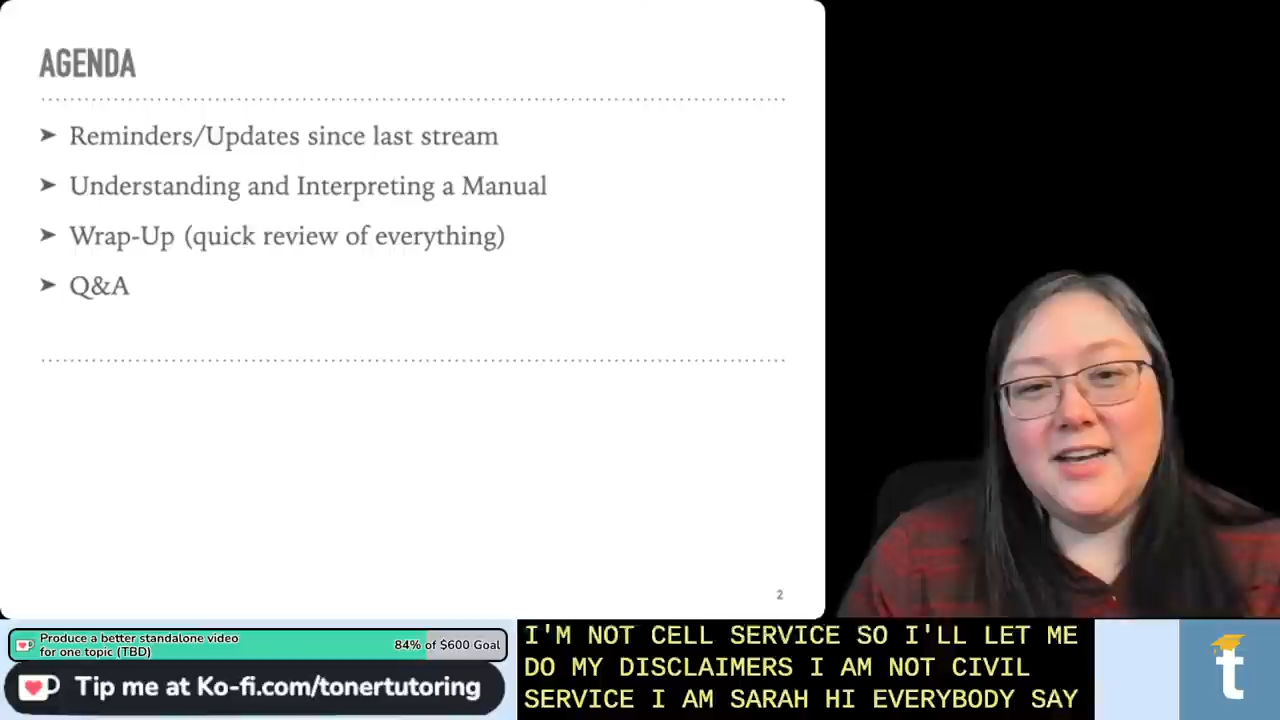 AGENDA
➤ Reminders/Updates since last stream
➤ Understanding and Interpreting a Manual
➤ Wrap-Up (quick review of everything)
➤ Q&A
2
Produce a better standalone video
for one topic (TBD)
84% of $600 Goal
Tip me at Ko-fi.com/tonertutoring
I'M NOT CELL SERVICE SO I'LL LET ME
DO MY DISCLAIMERS I AM NOT CIVIL
SERVICE I AM SARAH HI EVERYBODY SAY
t